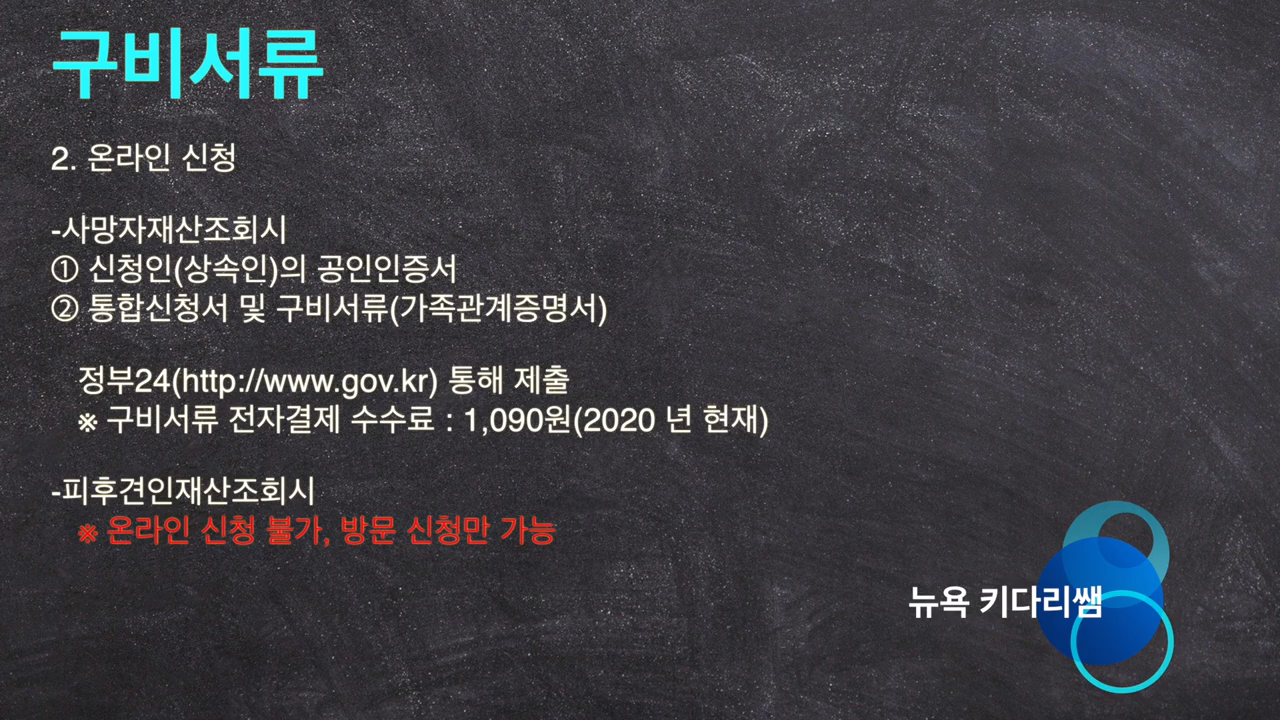 구비서류
2. 온라인 신청
-사망자재산조회시
① 신청인(상속인)의 공인인증서
② 통합신청서 및 구비서류(가족관계증명서)
정부24(http://www.gov.kr) 통해 제출
※ 구비서류 전자결제 수수료 : 1,090원(2020 년 현재)
-피후견인재산조회시
※ 온라인 신청 불가, 방문 신청만 가능
뉴욕 키다리쌤